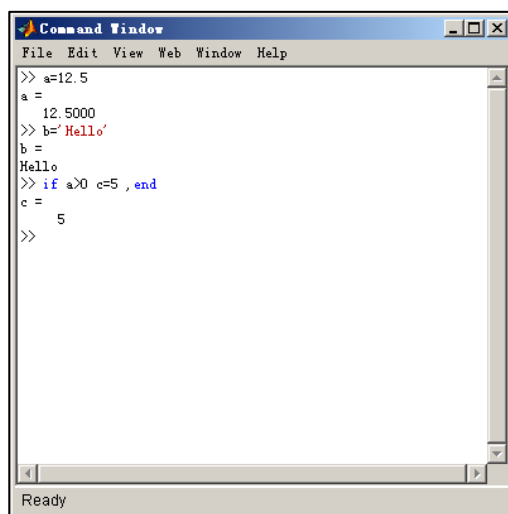 Command Window
File Edit View Web Window Help
>> a=12.5
a =
12.5000
>> b='Hello'
b =
Hello
>> if a>0 c=5 ,end
c =
5
>>
Ready